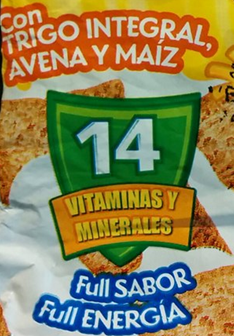 Con
TRIGO INTEGRAL,
AVENA Y MAÍZ
14
VITAMINAS Y
MINERALES
Full SABOR
Full ENERGÍA